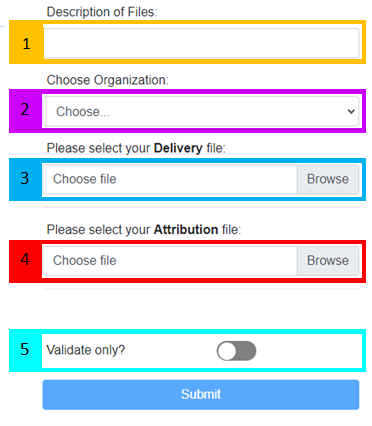 Description of Files:
1
Choose Organization:
2 Choose...
Please select your Delivery file:
3 Choose file Browse
Please select your Attribution file:
4 Choose file Browse
5 Validate only?
Submit